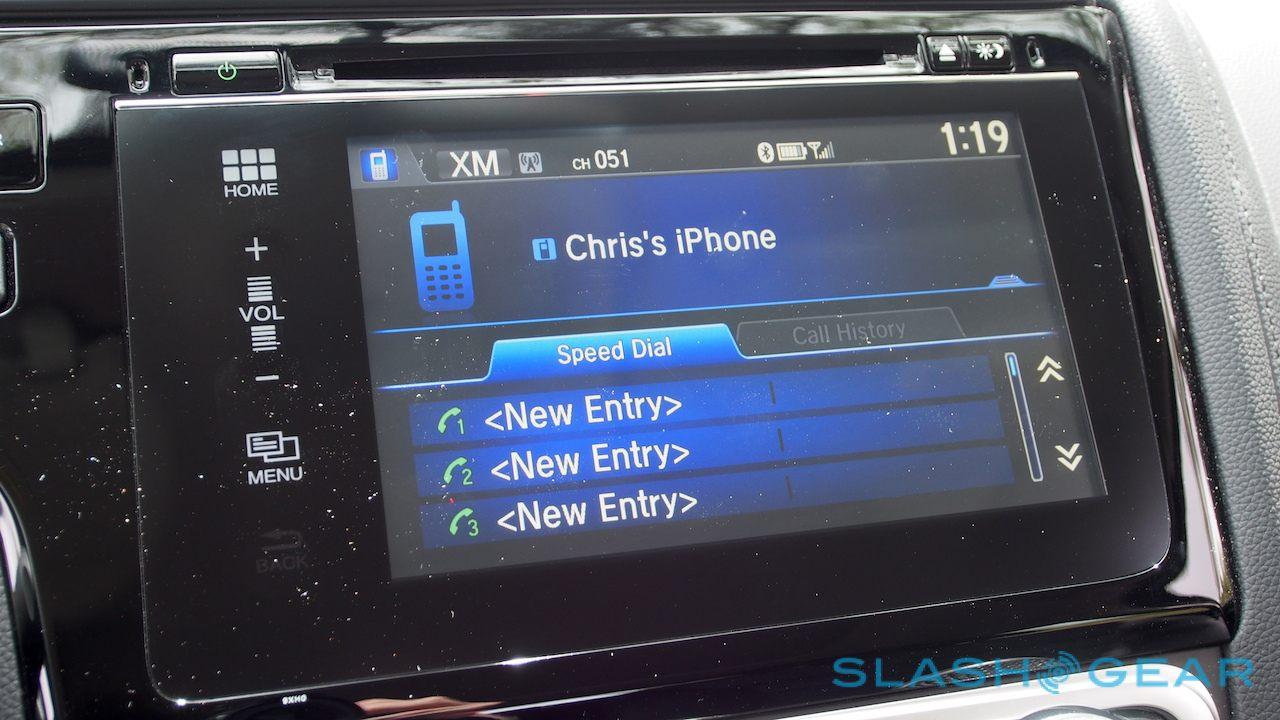 XM CH 051 1:19
HOME
Chris's iPhone
VOL
Speed Dial Call History
1 <New Entry>
2 <New Entry>
MENU
3 <New Entry>
BACK
SLASHGEAR